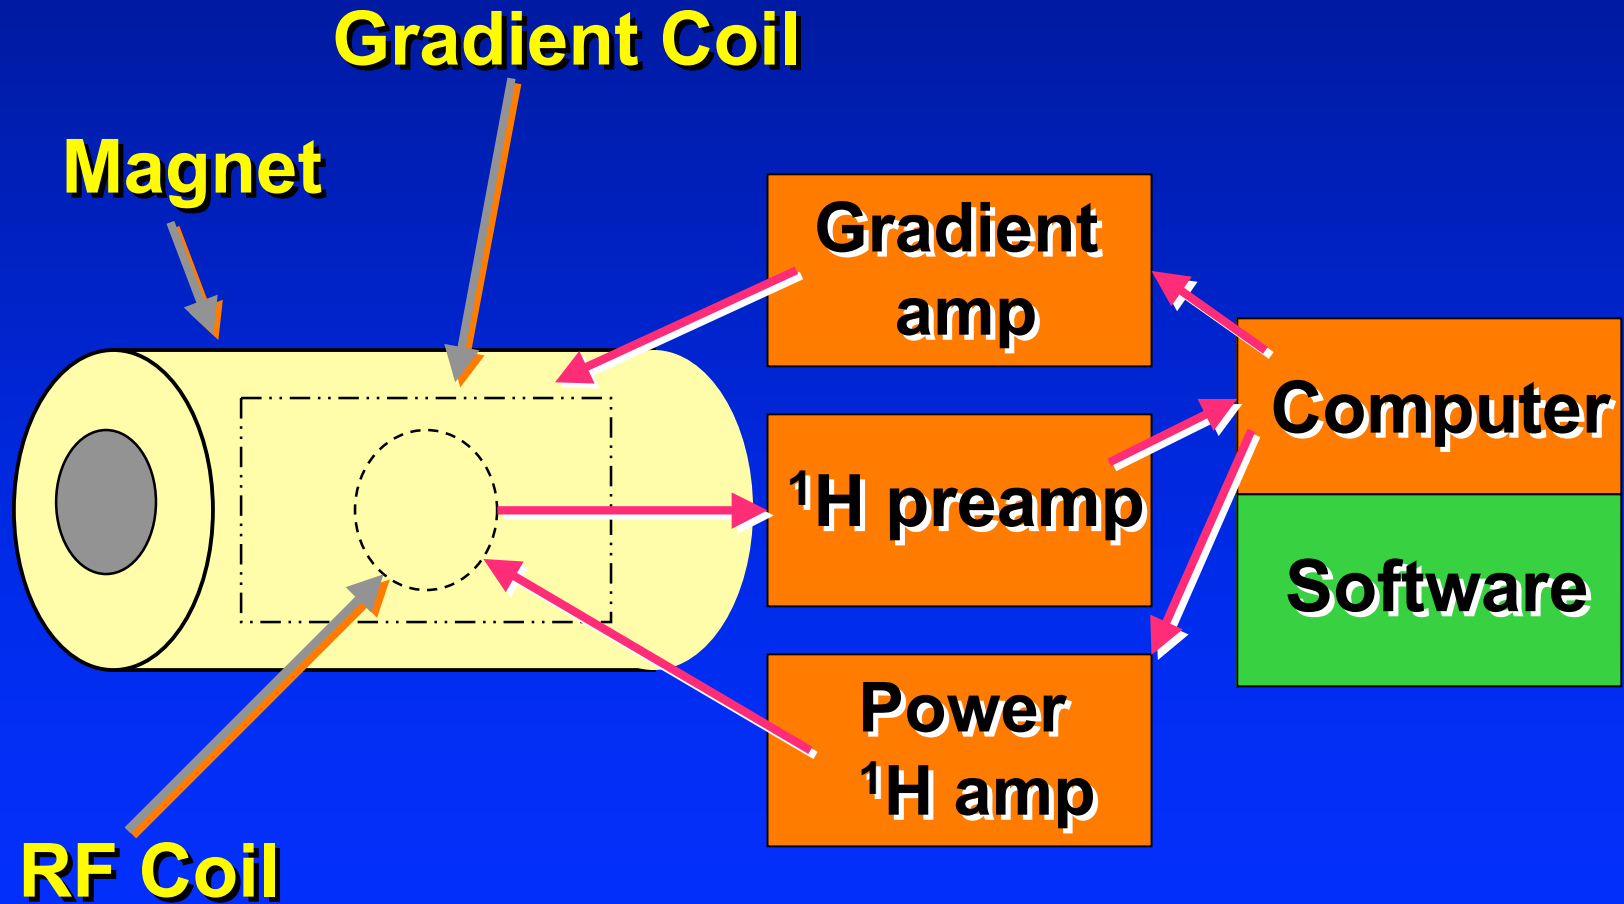 Gradient Coil
Magnet
Gradient
amp
Computer
¹H preamp
Software
Power
¹H amp
RF Coil